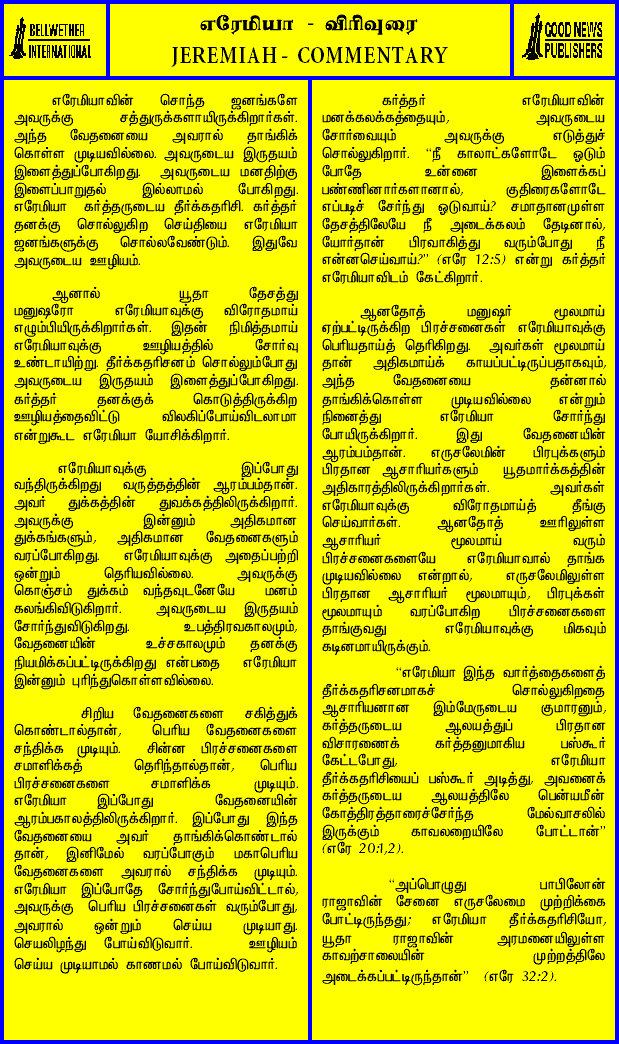 BELLWETHER
INTERNATIONAL
எரேமியா - விரிவுரை
JEREMIAH - COMMENTARY
GOOD NEWS
PUBLISHERS
எரேமியாவின் சொந்த ஜனங்களே
அவருக்கு சத்துருக்களாயிருக்கிறார்கள்.
அந்த வேதனையை அவரால் தாங்கிக்
கொள்ள முடியவில்லை. அவருடைய இருதயம்
இளைத்துப்போகிறது. அவருடைய மனதிற்கு
இளைப்பாறுதல் இல்லாமல் போகிறது.
எரேமியா கர்த்தருடைய தீர்க்கதரிசி. கர்த்தர்
தனக்கு சொல்லுகிற செய்தியை எரேமியா
ஜனங்களுக்கு சொல்லவேண்டும். இதுவே
அவருடைய ஊழியம்.
ஆனால் யூதா தேசத்து
மனுஷரோ எரேமியாவுக்கு விரோதமாய்
எழும்பியிருக்கிறார்கள். இதன் நிமித்தமாய்
எரேமியாவுக்கு ஊழியத்தில் சோர்வு
உண்டாயிற்று. தீர்க்கதரிசனம் சொல்லும்போது
அவருடைய இருதயம் இளைத்துப்போகிறது.
கர்த்தர் தனக்குக் கொடுத்திருக்கிற
ஊழியத்தைவிட்டு விலகிப்போய்விடலாமா
என்றுகூட எரேமியா யோசிக்கிறார்.
எரேமியாவுக்கு இப்போது
வந்திருக்கிறது வருத்தத்தின் ஆரம்பம்தான்.
அவர் துக்கத்தின் துவக்கத்திலிருக்கிறார்.
அவருக்கு இன்னும் அதிகமான
துக்கங்களும், அதிகமான வேதனைகளும்
வரப்போகிறது. எரேமியாவுக்கு அதைப்பற்றி
ஒன்றும் தெரியவில்லை. அவருக்கு
கொஞ்சம் துக்கம் வந்தவுடனேயே மனம்
கலங்கிவிடுகிறார். அவருடைய இருதயம்
சோர்ந்துவிடுகிறது. உபத்திரவகாலமும்,
வேதனையின் உச்சகாலமும் தனக்கு
நியமிக்கப்பட்டிருக்கிறது என்பதை எரேமியா
இன்னும் புரிந்துகொள்ளவில்லை.
சிறிய வேதனைகளை சகித்துக்
கொண்டால்தான், பெரிய வேதனைகளை
சந்திக்க முடியும். சின்ன பிரச்சனைகளை
சமாளிக்கத் தெரிந்தால்தான், பெரிய
பிரச்சனைகளை சமாளிக்க முடியும்.
எரேமியா இப்போது வேதனையின்
ஆரம்பகாலத்திலிருக்கிறார். இப்போது இந்த
வேதனையை அவர் தாங்கிக்கொண்டால்
தான், இனிமேல் வரப்போகும் மகாபெரிய
வேதனைகளை அவரால் சந்திக்க முடியும்.
எரேமியா இப்போதே சோர்ந்துபோய்விட்டால்,
அவருக்கு பெரிய பிரச்சனைகள் வரும்போது,
அவரால் ஒன்றும் செய்ய முடியாது.
செயலிழந்து போய்விடுவார். ஊழியம்
செய்ய முடியாமல் காணமல் போய்விடுவார்.
கர்த்தர் எரேமியாவின்
மனக்கலக்கத்தையும், அவருடைய
சோர்வையும் அவருக்கு எடுத்துச்
சொல்லுகிறார். “நீ காலாட்களோடே ஓடும்
போதே உன்னை இளைக்கப்
பண்ணினார்களானால், குதிரைகளோடே
எப்படிச் சேர்ந்து ஓடுவாய்? சமாதானமுள்ள
தேசத்திலேயே நீ அடைக்கலம் தேடினால்,
யோர்தான் பிரவாகித்து வரும்போது நீ
என்னசெய்வாய்?” (எரே 12:5) என்று கர்த்தர்
எரேமியாவிடம் கேட்கிறார்.
ஆனதோத் மனுஷர் மூலமாய்
ஏற்பட்டிருக்கிற பிரச்சனைகள் எரேமியாவுக்கு
பெரியதாய்த் தெரிகிறது. அவர்கள் மூலமாய்
தான் அதிகமாய்க் காயப்பட்டிருப்பதாகவும்,
அந்த வேதனையை தன்னால்
தாங்கிக்கொள்ள முடியவில்லை என்றும்
நினைத்து எரேமியா சோர்ந்து
போயிருக்கிறார். இது வேதனையின்
ஆரம்பம்தான். எருசலேமின் பிரபுக்களும்
பிரதான ஆசாரியர்களும் யூதமார்க்கத்தின்
அதிகாரத்திலிருக்கிறார்கள். அவர்கள்
எரேமியாவுக்கு விரோதமாய்த் தீங்கு
செய்வார்கள். ஆனதோத் ஊரிலுள்ள
ஆசாரியர் மூலமாய் வரும்
பிரச்சனைகளையே எரேமியாவால் தாங்க
முடியவில்லை என்றால், எருசலேமிலுள்ள
பிரதான ஆசாரியர் மூலமாயும், பிரபுக்கள்
மூலமாயும் வரப்போகிற பிரச்சனைகளை
தாங்குவது எரேமியாவுக்கு மிகவும்
கடினமாயிருக்கும்.
“எரேமியா இந்த வார்த்தைகளைத்
தீர்க்கதரிசனமாகச் சொல்லுகிறதை
ஆசாரியனான இம்மேருடைய குமாரனும்,
கர்த்தருடைய ஆலயத்துப் பிரதான
விசாரணைக் கர்த்தனுமாகிய பஸ்கூர்
கேட்டபோது, எரேமியா
தீர்க்கதரிசியைப் பஸ்கூர் அடித்து, அவனைக்
கர்த்தருடைய ஆலயத்திலே பென்யமீன்
கோத்திரத்தாரைச்சேர்ந்த மேல்வாசலில்
இருக்கும் காவலறையிலே போட்டான்”
(எரே 20:1,2).
“அப்பொழுது பாபிலோன்
ராஜாவின் சேனை எருசலேமை முற்றிக்கை
போட்டிருந்தது; எரேமியா தீர்க்கதரிசியோ,
யூதா ராஜாவின் அரமனையிலுள்ள
காவற்சாலையின் முற்றத்திலே
அடைக்கப்பட்டிருந்தான்” (எரே 32:2).